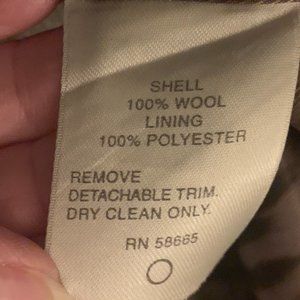 SHELL
100% WOOL
LINING
100% POLYESTER
REMOVE
DETACHABLE TRIM.
DRY CLEAN ONLY.
RN 58665